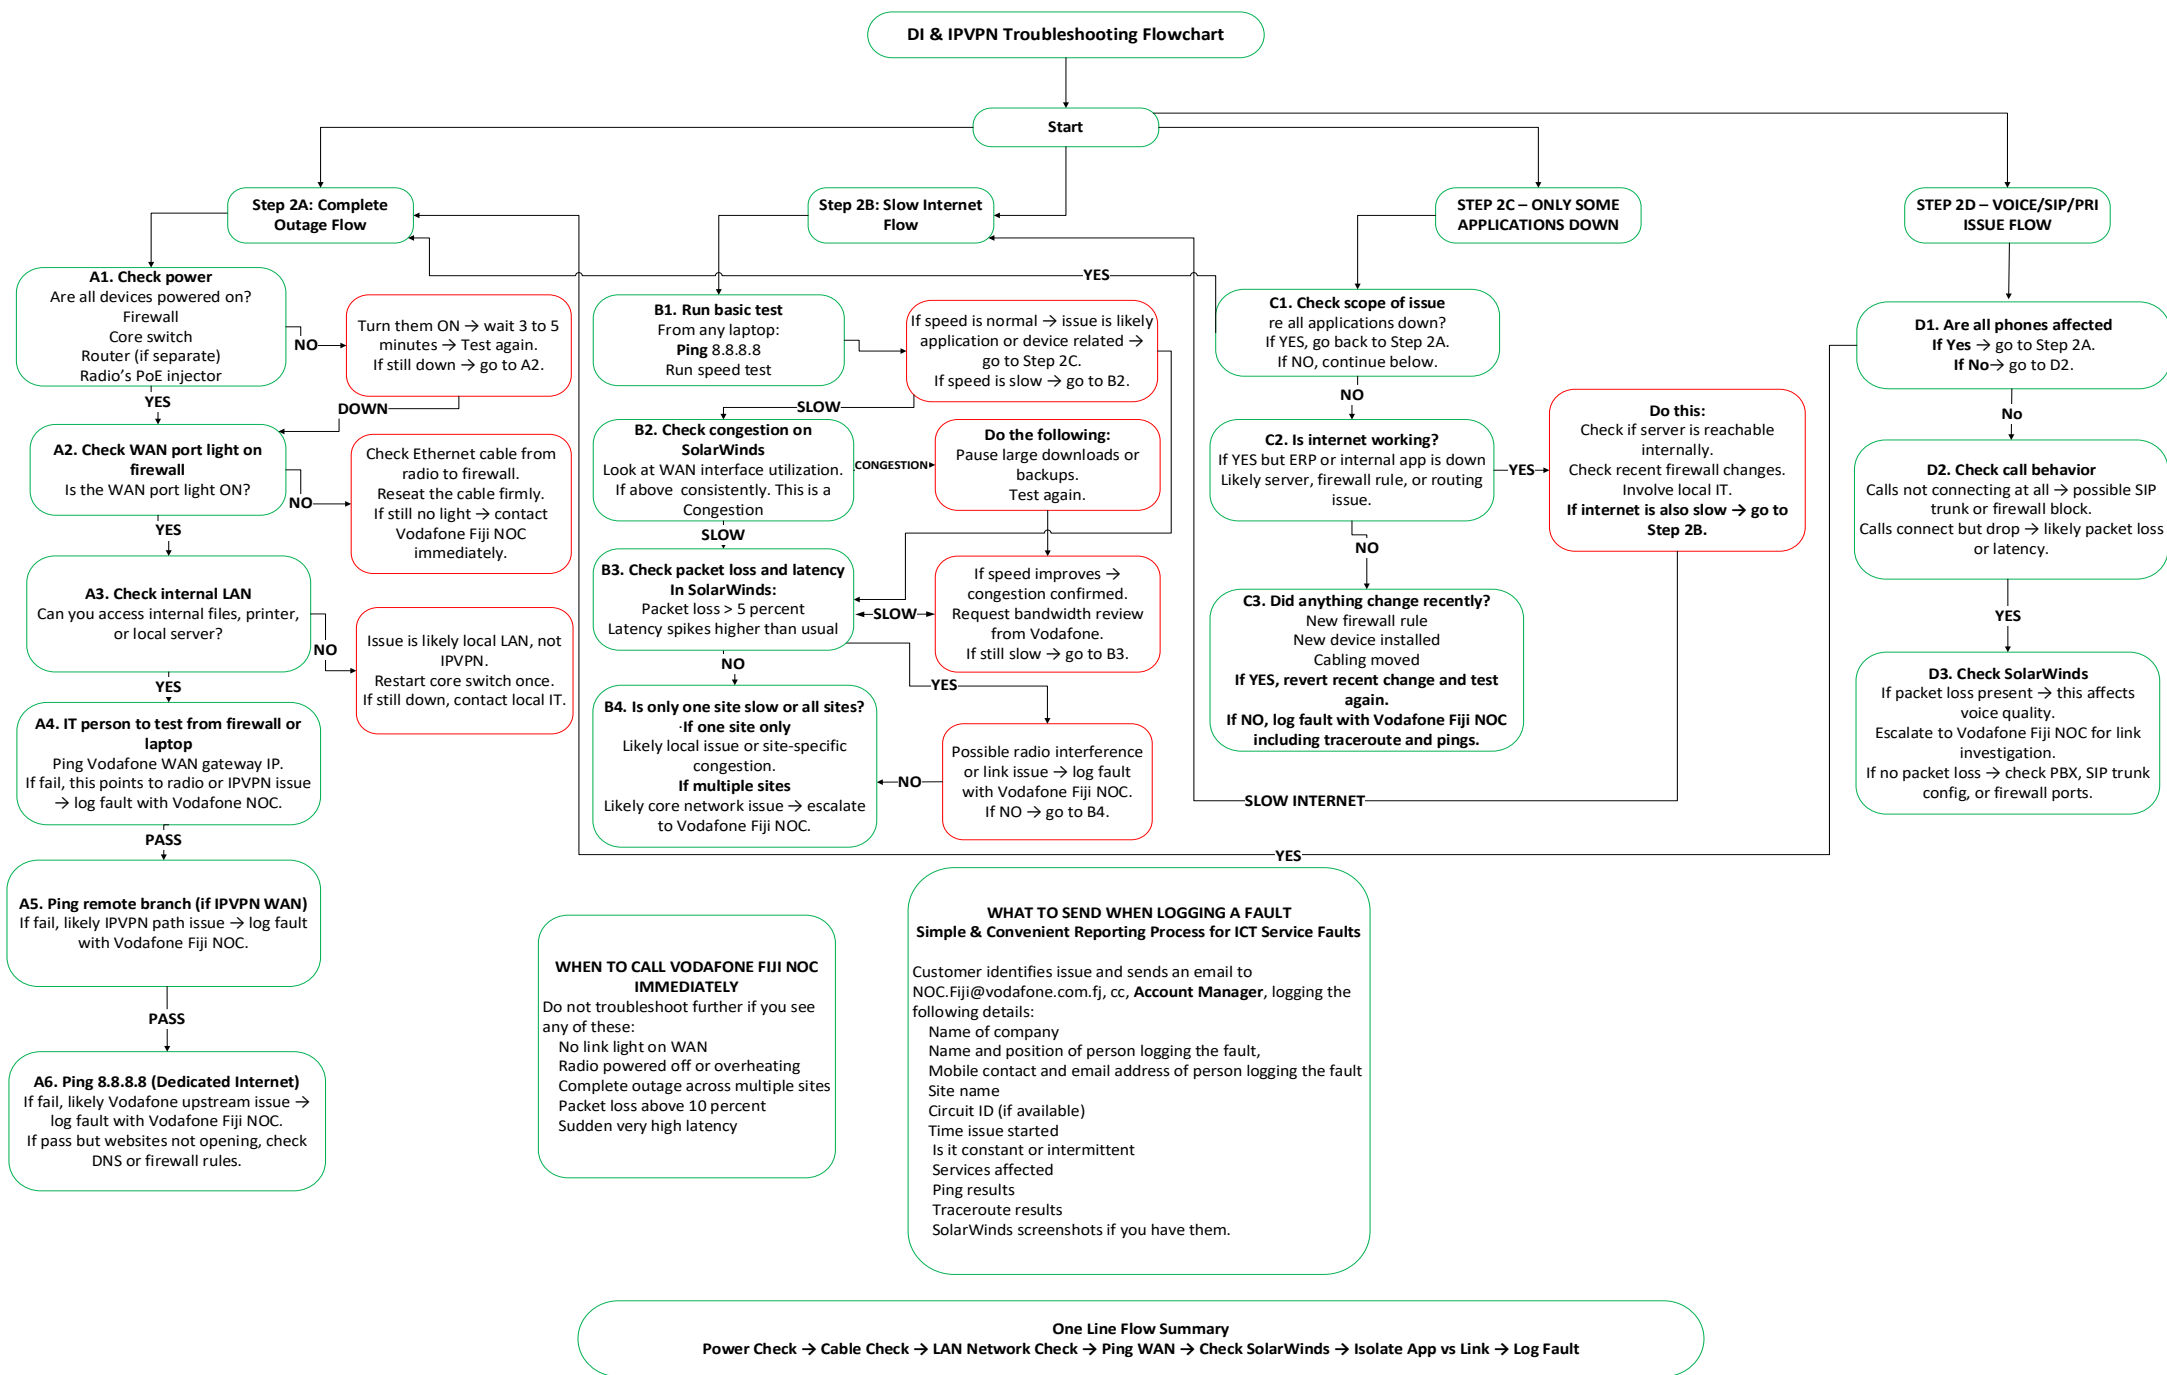 DI & IPVPN Troubleshooting Flowchart
Start
Step 2A: Complete
Outage Flow
Step 2B: Slow Internet
Flow
STEP 2C – ONLY SOME
APPLICATIONS DOWN
STEP 2D – VOICE/SIP/PRI
ISSUE FLOW
A1. Check power
Are all devices powered on?
Firewall
Core switch
Router (if separate)
Radio's PoE injector
NO
Turn them ON → wait 3 to 5
minutes → Test again.
If still down → go to A2.
YES
DOWN
A2. Check WAN port light on
firewall
Is the WAN port light ON?
NO
Check Ethernet cable from
radio to firewall.
Reseat the cable firmly.
If still no light → contact
Vodafone Fiji NOC
immediately.
YES
A3. Check internal LAN
Can you access internal files, printer,
or local server?
NO
Issue is likely local LAN, not
IPVPN.
Restart core switch once.
If still down, contact local IT.
YES
A4. IT person to test from firewall or
laptop
Ping Vodafone WAN gateway IP.
If fail, this points to radio or IPVPN issue
→ log fault with Vodafone NOC.
PASS
A5. Ping remote branch (if IPVPN WAN)
If fail, likely IPVPN path issue → log fault
with Vodafone Fiji NOC.
PASS
A6. Ping 8.8.8.8 (Dedicated Internet)
If fail, likely Vodafone upstream issue →
log fault with Vodafone Fiji NOC.
If pass but websites not opening, check
DNS or firewall rules.
B1. Run basic test
From any laptop:
Ping 8.8.8.8
Run speed test
If speed is normal → issue is likely
application or device related →
go to Step 2C.
If speed is slow → go to B2.
SLOW
B2. Check congestion on
SolarWinds
Look at WAN interface utilization.
If above  consistently. This is a
Congestion
CONGESTION
Do the following:
Pause large downloads or
backups.
Test again.
SLOW
B3. Check packet loss and latency
In SolarWinds:
Packet loss > 5 percent
Latency spikes higher than usual
SLOW
If speed improves →
congestion confirmed.
Request bandwidth review
from Vodafone.
If still slow → go to B3.
NO
YES
B4. Is only one site slow or all sites?
·If one site only
Likely local issue or site-specific
congestion.
If multiple sites
Likely core network issue → escalate
to Vodafone Fiji NOC.
NO
Possible radio interference
or link issue → log fault
with Vodafone Fiji NOC.
If NO → go to B4.
YES
C1. Check scope of issue
re all applications down?
If YES, go back to Step 2A.
If NO, continue below.
NO
C2. Is internet working?
If YES but ERP or internal app is down
Likely server, firewall rule, or routing
issue.
YES
Do this:
Check if server is reachable
internally.
Check recent firewall changes.
Involve local IT.
If internet is also slow → go to
Step 2B.
NO
C3. Did anything change recently?
New firewall rule
New device installed
Cabling moved
If YES, revert recent change and test
again.
If NO, log fault with Vodafone Fiji NOC
including traceroute and pings.
SLOW INTERNET
D1. Are all phones affected
If Yes → go to Step 2A.
If No→ go to D2.
No
D2. Check call behavior
Calls not connecting at all → possible SIP
trunk or firewall block.
Calls connect but drop → likely packet loss
or latency.
YES
D3. Check SolarWinds
If packet loss present → this affects
voice quality.
Escalate to Vodafone Fiji NOC for link
investigation.
If no packet loss → check PBX, SIP trunk
config, or firewall ports.
YES
WHEN TO CALL VODAFONE FIJI NOC
IMMEDIATELY
Do not troubleshoot further if you see
any of these:
No link light on WAN
Radio powered off or overheating
Complete outage across multiple sites
Packet loss above 10 percent
Sudden very high latency
WHAT TO SEND WHEN LOGGING A FAULT
Simple & Convenient Reporting Process for ICT Service Faults
Customer identifies issue and sends an email to
NOC.Fiji@vodafone.com.fj, cc, Account Manager, logging the
following details:
Name of company
Name and position of person logging the fault,
Mobile contact and email address of person logging the fault
Site name
Circuit ID (if available)
Time issue started
Is it constant or intermittent
Services affected
Ping results
Traceroute results
SolarWinds screenshots if you have them.
One Line Flow Summary
Power Check → Cable Check → LAN Network Check → Ping WAN → Check SolarWinds → Isolate App vs Link → Log Fault